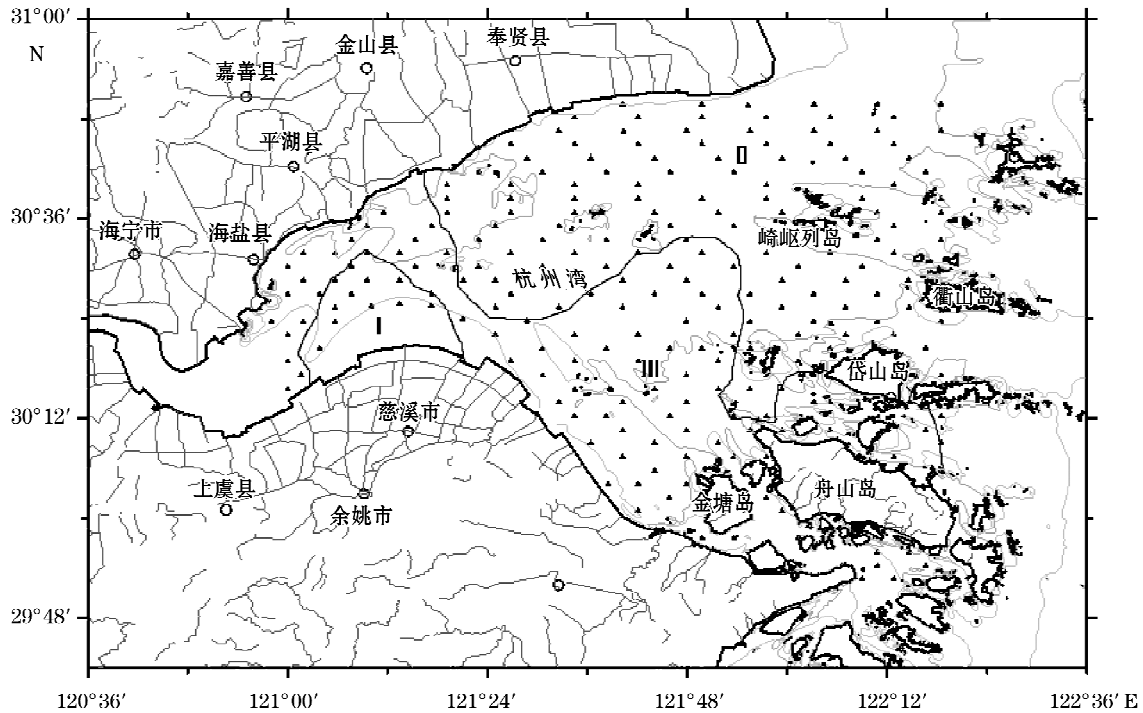 31°00′
N
奉贤县
金山县
嘉善县
平湖县
II
30°36′
海宁市
海盐县
崎岖列岛
杭州湾
衢山岛
I
III
岱山岛
30°12′
慈溪市
上虞县
余姚市
金塘岛
舟山岛
29°48′
120°36′
121°00′
121°24′
121°48′
122°12′
122°36′ E